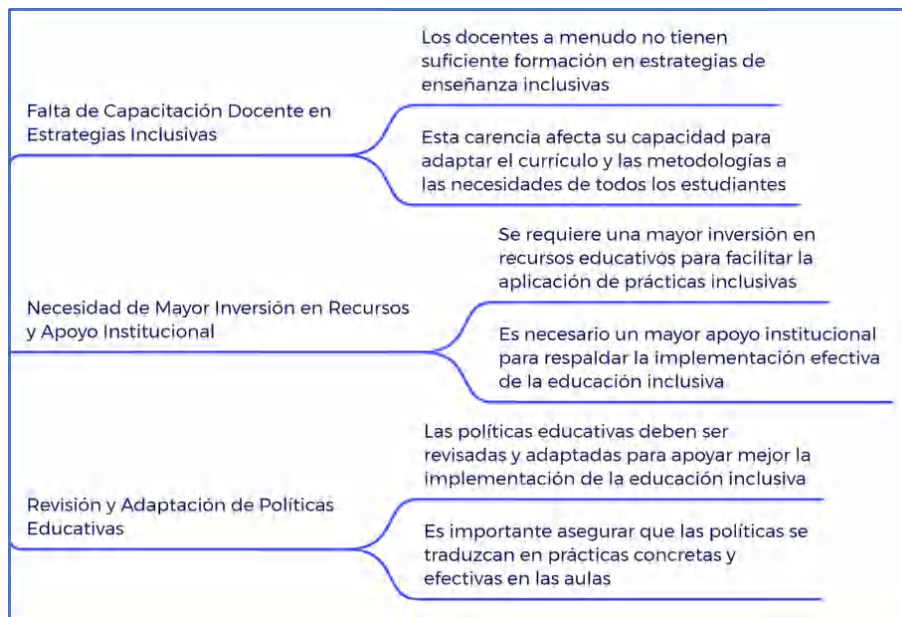 Los docentes a menudo no tienen
suficiente formación en estrategias de
enseñanza inclusivas
Falta de Capacitación Docente en
Estrategias Inclusivas
Esta carencia afecta su capacidad para
adaptar el currículo y las metodologías a
las necesidades de todos los estudiantes
Se requiere una mayor inversión en
recursos educativos para facilitar la
aplicación de prácticas inclusivas
Necesidad de Mayor Inversión en Recursos
y Apoyo Institucional
Es necesario un mayor apoyo institucional
para respaldar la implementación efectiva
de la educación inclusiva
Las políticas educativas deben ser
revisadas y adaptadas para apoyar mejor la
implementación de la educación inclusiva
Revisión y Adaptación de Políticas
Educativas
Es importante asegurar que las políticas se
traduzcan en prácticas concretas y
efectivas en las aulas